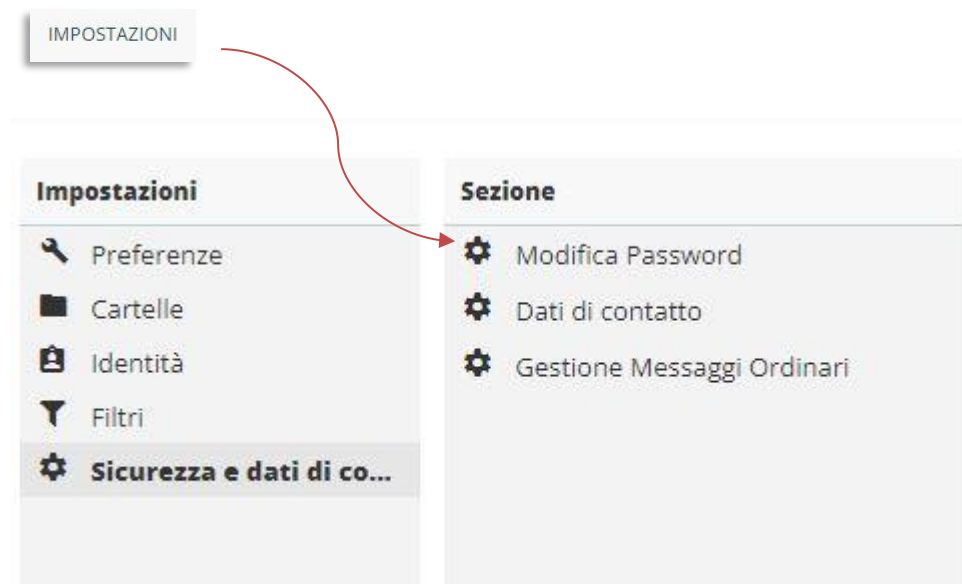 IMPOSTAZIONI
Impostazioni
Preferenze
Cartelle
Identità
Filtri
Sicurezza e dati di co...
Sezione
Modifica Password
Dati di contatto
Gestione Messaggi Ordinari